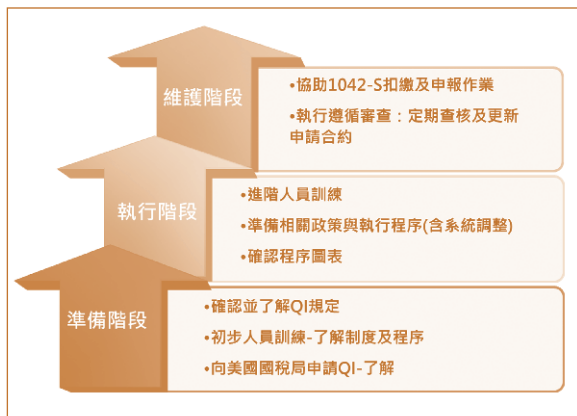 維護階段
•協助1042-S扣繳及申報作業
•執行遵循審查：定期查核及更新
申請合約
執行階段
•進階人員訓練
•準備相關政策與執行程序(含系統調整)
•確認程序圖表
準備階段
•確認並了解QI規定
•初步人員訓練-了解制度及程序
•向美國國稅局申請QI-了解